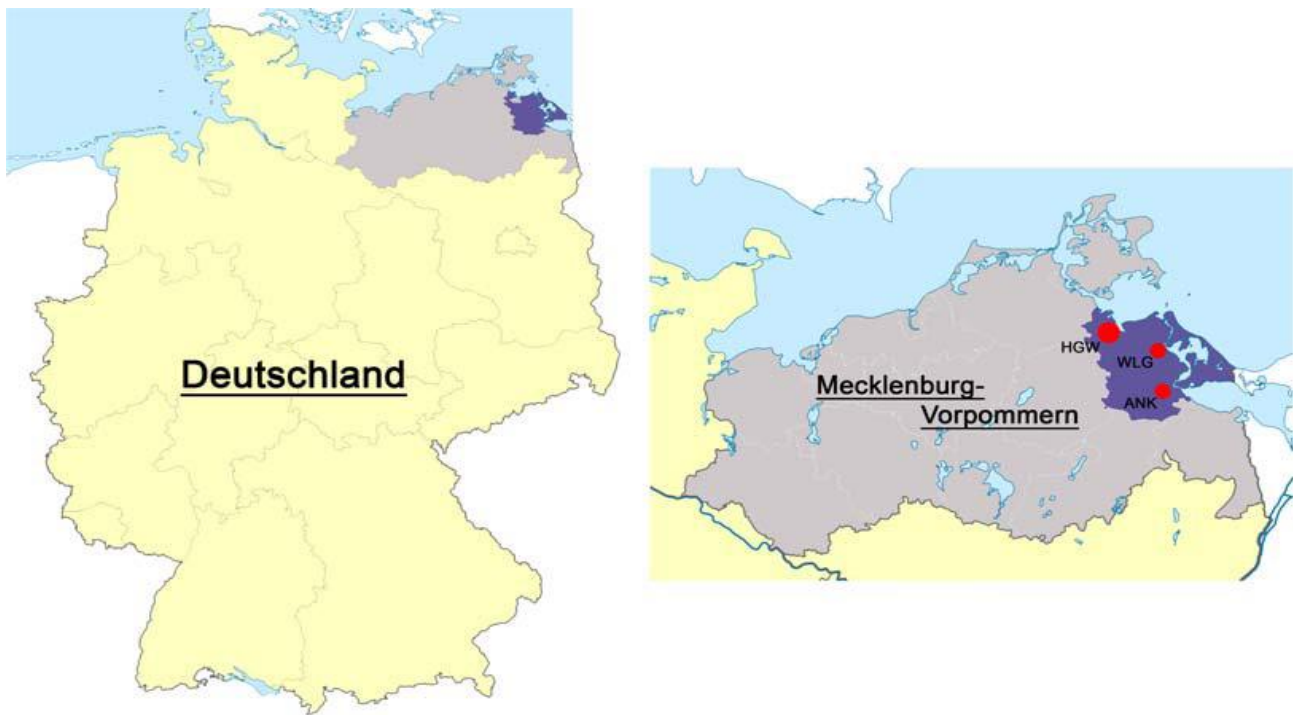 Deutschland
Mecklenburg-
Vorpommern
HGW
WLG
ANK